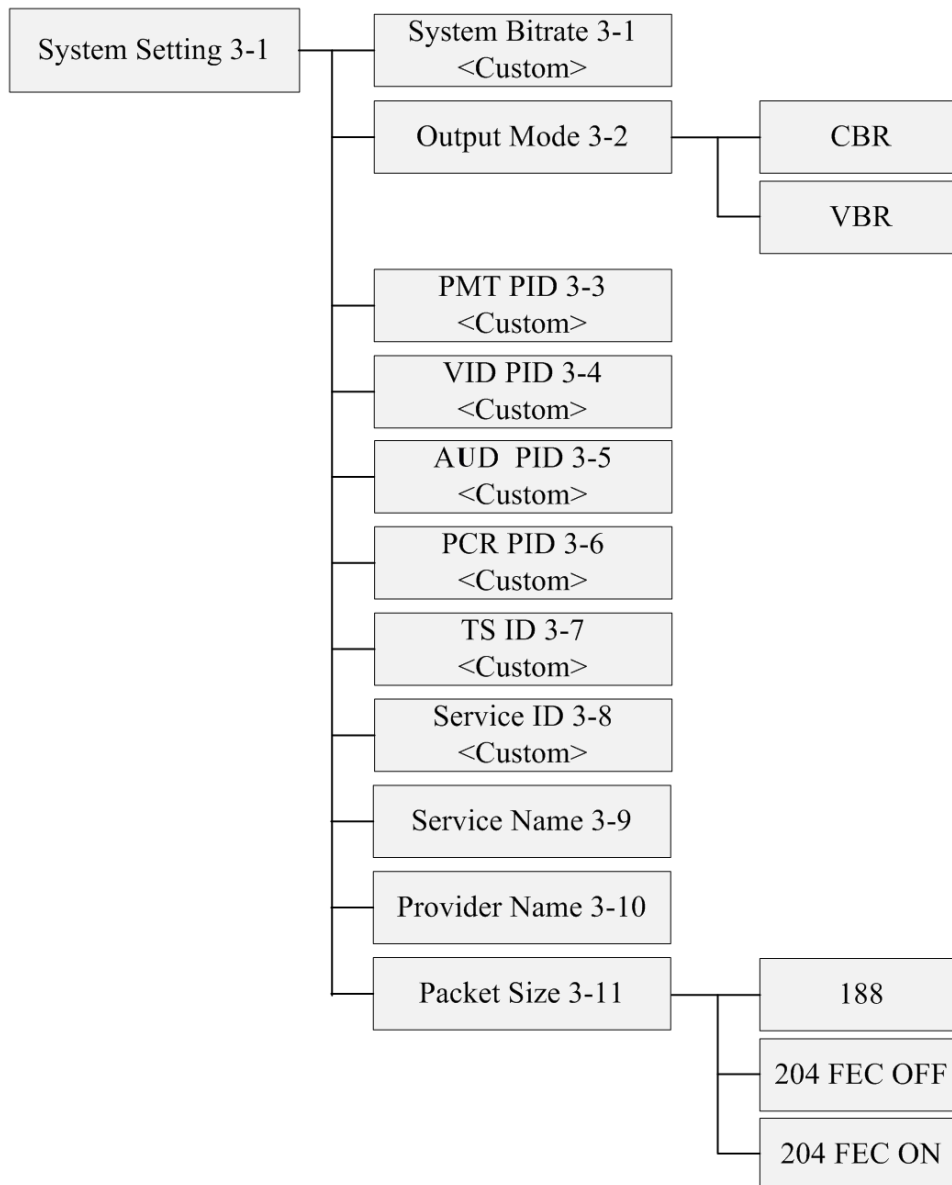 System Setting 3-1
System Bitrate 3-1
<Custom>
Output Mode 3-2
CBR
VBR
PMT PID 3-3
<Custom>
VID PID 3-4
<Custom>
AUD  PID 3-5
<Custom>
PCR PID 3-6
<Custom>
TS ID 3-7
<Custom>
Service ID 3-8
<Custom>
Service Name 3-9
Provider Name 3-10
Packet Size 3-11
188
204 FEC OFF
204 FEC ON